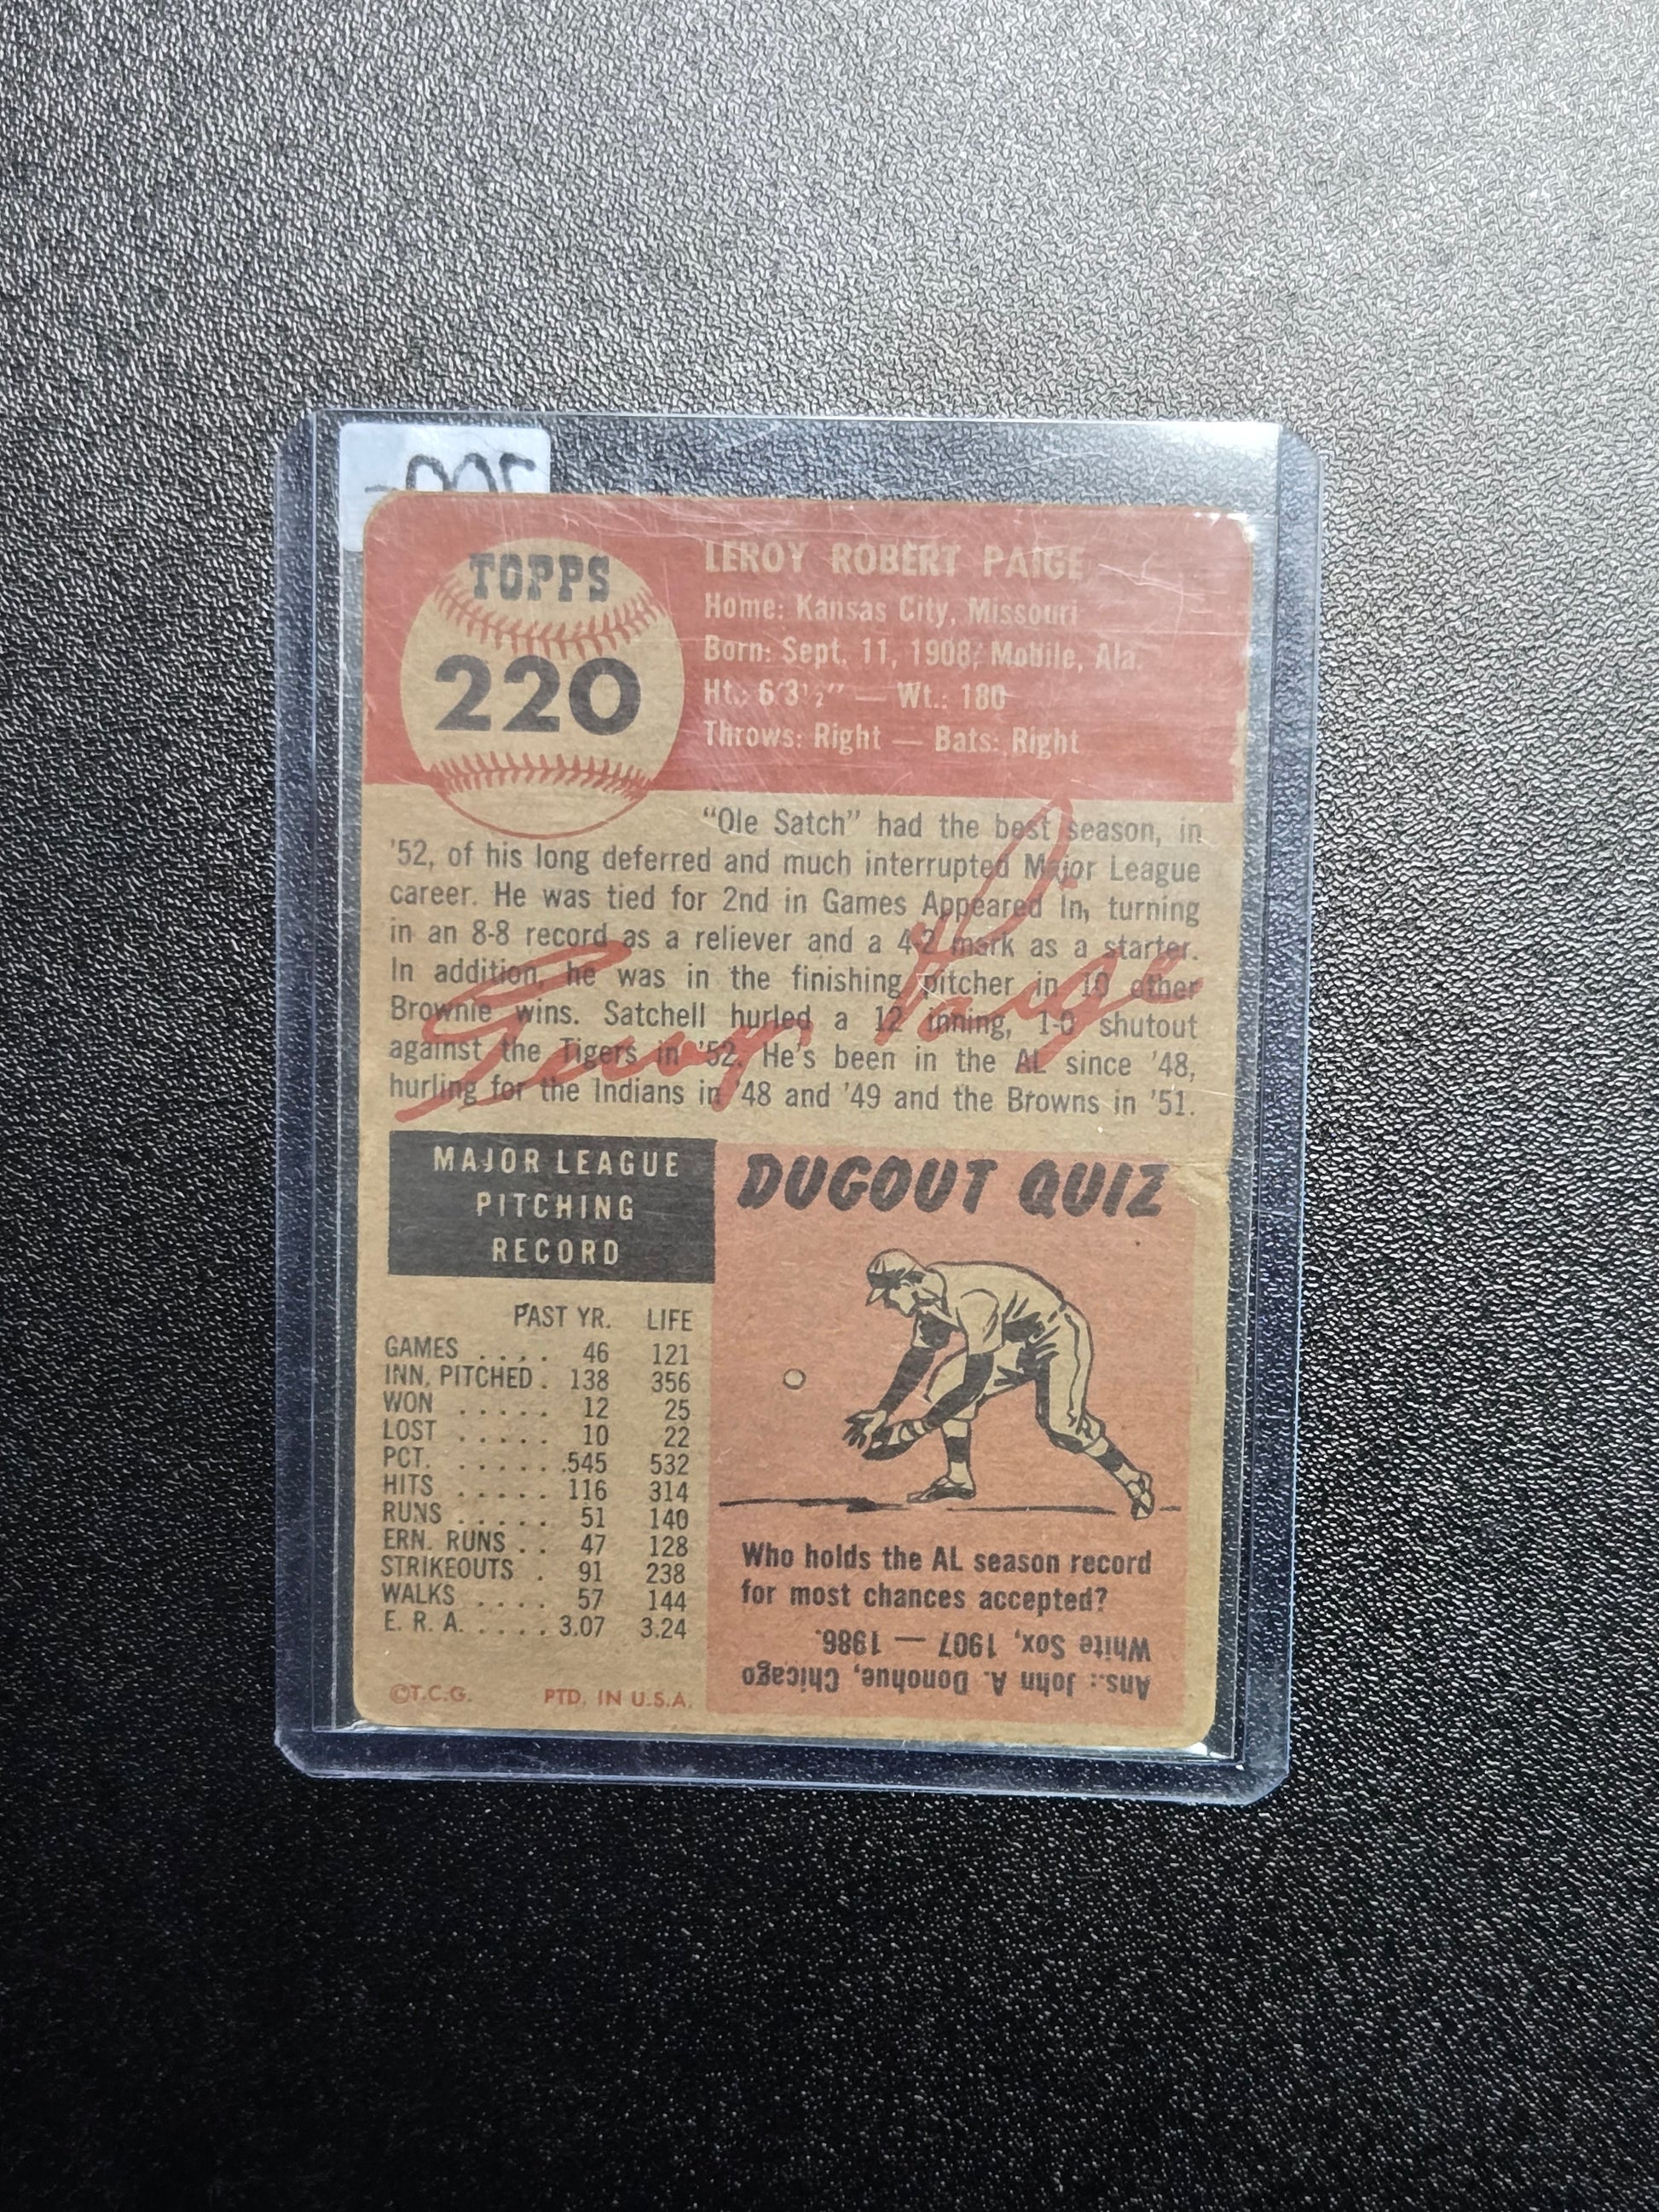 TOPPS
220
LEROY ROBERT PAIGE
Home: Kansas City, Missouri
Born: Sept. 11, 1908, Mobile, Ala.
Ht.: 6'3½" — Wt.: 180
Throws: Right — Bats: Right
"Ole Satch" had the best season, in
'52, of his long deferred and much interrupted Major League
career. He was tied for 2nd in Games Appeared In, turning
in an 8-8 record as a reliever and a 4-2 mark as a starter.
In addition, he was in the finishing pitcher in 10 other
Brownie wins. Satchell hurled a 12 inning, 1-0 shutout
against the Tigers in '52. He's been in the AL since '48,
hurling for the Indians in '48 and '49 and the Browns in '51.
Leroy Paige
MAJOR LEAGUE
PITCHING
RECORD
PAST YR. LIFE
GAMES .... 46 121
INN. PITCHED . 138 356
WON ..... 12 25
LOST ..... 10 22
PCT. ...... .545 532
HITS ..... 116 314
RUNS ..... 51 140
ERN. RUNS .. 47 128
STRIKEOUTS . 91 238
WALKS .... 57 144
E. R. A. .... 3.07 3.24
©T.C.G. PTD. IN U.S.A.
DUGOUT QUIZ
Who holds the AL season record
for most chances accepted?
Ans.: John A. Donohue, Chicago
White Sox, 1907 — 1986.